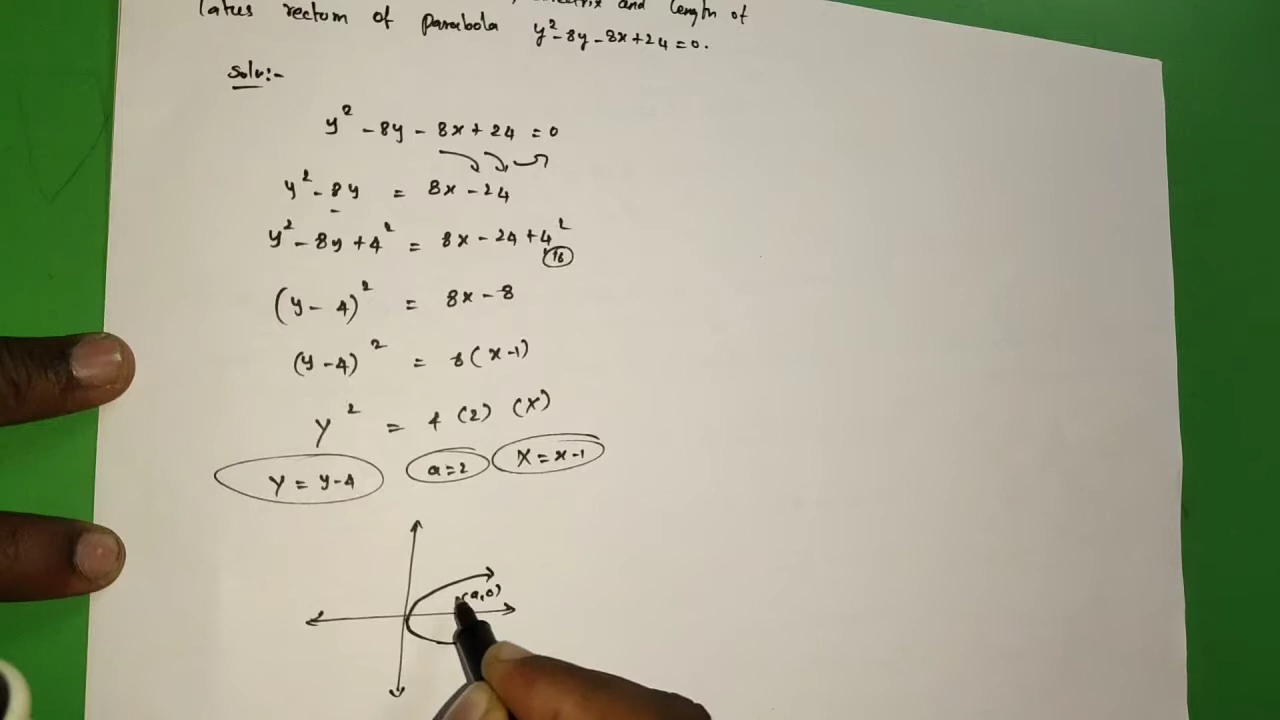 and length of
latus rectum of parabola y² - 8y - 8x + 24 = 0.
Solu:-
y² - 8y - 8x + 24 = 0
y² - 8y = 8x - 24
y² - 8y + 4² = 8x - 24 + 4²
16
(y - 4)² = 8x - 8
(y - 4)² = 8(x - 1)
Y² = 4 (2) (X)
Y = y - 4 a = 2 X = x - 1
(a, 0)